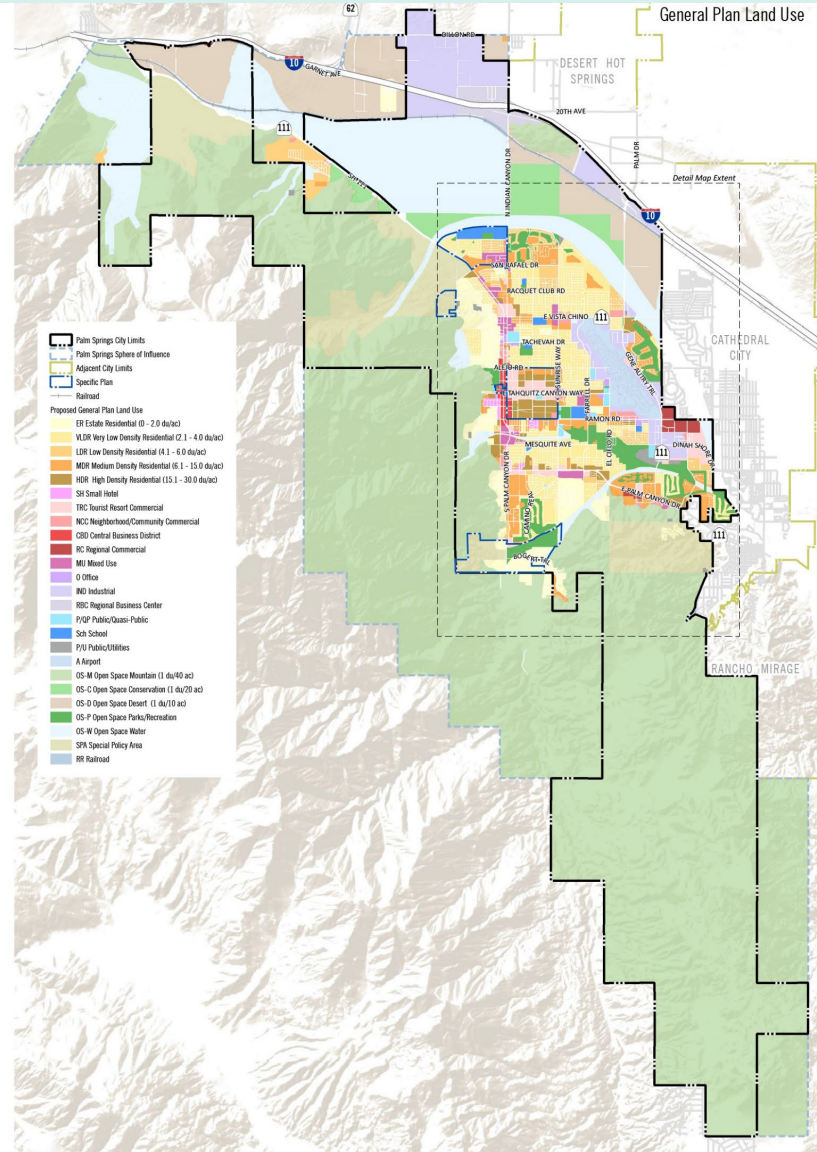 General Plan Land Use
62
DILLON RD
DESERT HOT
SPRINGS
10
GARNET AVE
20TH AVE
111
PALM DR
N INDIAN CANYON DR
Detail Map Extent
10
SAN RAFAEL DR
RACQUET CLUB RD
E VISTA CHINO
111
TACHEVAH DR
CATHEDRAL
CITY
GENE AUTRY TRL
ALEJO RD
SUNRISE WAY
FARRELL DR
TAHQUITZ CANYON WAY
RAMON RD
EL CIELO RD
MESQUITE AVE
DINAH SHORE DR
111
S PALM CANYON DR
E PALM CANYON DR
CAMINO REAL
111
BOGERT TRL
RANCHO MIRAGE
Palm Springs City Limits
Palm Springs Sphere of Influence
Adjacent City Limits
Specific Plan
Railroad
Proposed General Plan Land Use
ER Estate Residential (0 - 2.0 du/ac)
VLDR Very Low Density Residential (2.1 - 4.0 du/ac)
LDR Low Density Residential (4.1 - 6.0 du/ac)
MDR Medium Density Residential (6.1 - 15.0 du/ac)
HDR High Density Residential (15.1 - 30.0 du/ac)
SH Small Hotel
TRC Tourist Resort Commercial
NCC Neighborhood/Community Commercial
CBD Central Business District
RC Regional Commercial
MU Mixed Use
O Office
IND Industrial
RBC Regional Business Center
P/QP Public/Quasi-Public
Sch School
P/U Public/Utilities
A Airport
OS-M Open Space Mountain (1 du/40 ac)
OS-C Open Space Conservation (1 du/20 ac)
OS-D Open Space Desert (1 du/10 ac)
OS-P Open Space Parks/Recreation
OS-W Open Space Water
SPA Special Policy Area
RR Railroad